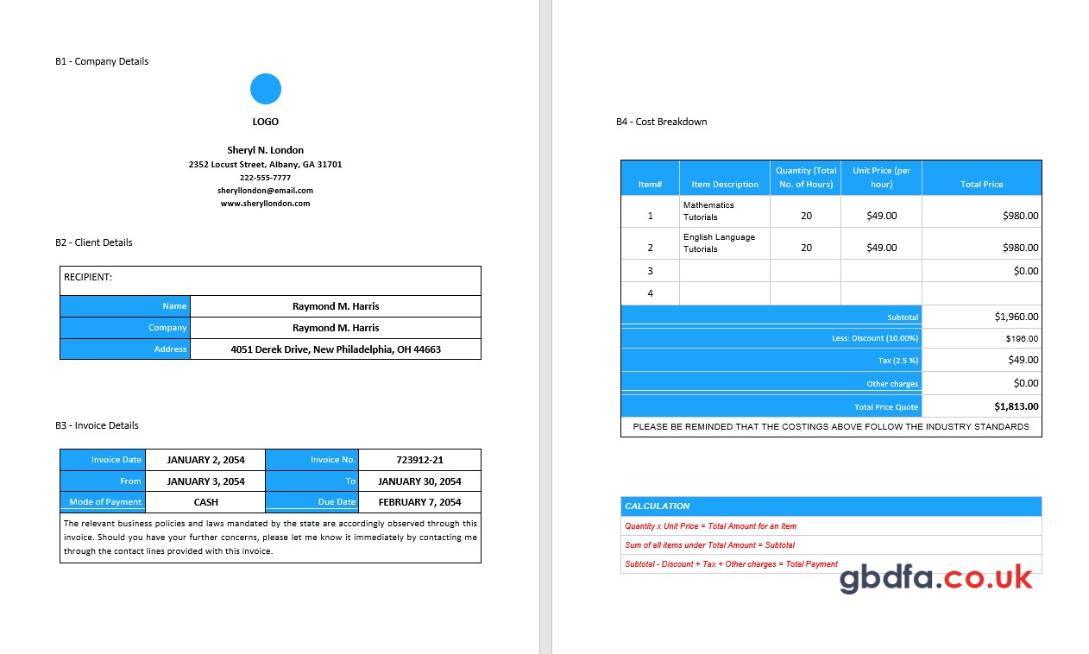 B1 - Company Details
LOGO
Sheryl N. London
2352 Locust Street, Albany, GA 31701
222-555-7777
sheryllondon@email.com
www.sheryllondon.com
B2 - Client Details
RECIPIENT:
Name Raymond M. Harris
Company Raymond M. Harris
Address 4051 Derek Drive, New Philadelphia, OH 44663
B3 - Invoice Details
Invoice Date JANUARY 2, 2054 Invoice No. 723912-21
From JANUARY 3, 2054 To JANUARY 30, 2054
Mode of Payment CASH Due Date FEBRUARY 7, 2054
The relevant business policies and laws mandated by the state are accordingly observed through this
invoice. Should you have your further concerns, please let me know it immediately by contacting me
through the contact lines provided with this invoice.
B4 - Cost Breakdown
Item# Item Description Quantity (Total No. of Hours) Unit Price (per hour) Total Price
1 Mathematics Tutorials 20 $49.00 $980.00
2 English Language Tutorials 20 $49.00 $980.00
3 $0.00
4
Subtotal $1,960.00
Less: Discount (10.00%) $196.00
Tax (2.5 %) $49.00
Other charges $0.00
Total Price Quote $1,813.00
PLEASE BE REMINDED THAT THE COSTINGS ABOVE FOLLOW THE INDUSTRY STANDARDS
CALCULATION
Quantity x Unit Price = Total Amount for an Item
Sum of all items under Total Amount = Subtotal
Subtotal - Discount + Tax + Other charges = Total Payment
gbdfa.co.uk